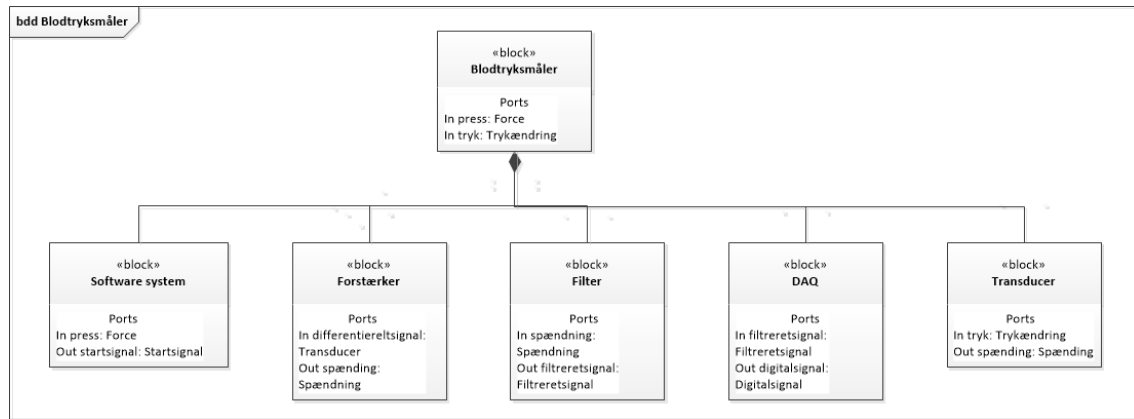 bdd Blodtryksmåler
«block»
Blodtryksmåler
Ports
In press: Force
In tryk: Trykændring
«block»
Software system
Ports
In press: Force
Out startsignal: Startsignal
«block»
Forstærker
Ports
In differentiereltsignal:
Transducer
Out spænding:
Spændning
«block»
Filter
Ports
In spændning:
Spændning
Out filtreretsignal:
Filtreretsignal
«block»
DAQ
Ports
In filtreretsignal:
Filtreretsignal
Out digitalsignal:
Digitalsignal
«block»
Transducer
Ports
In tryk: Trykændring
Out spænding: Spænding